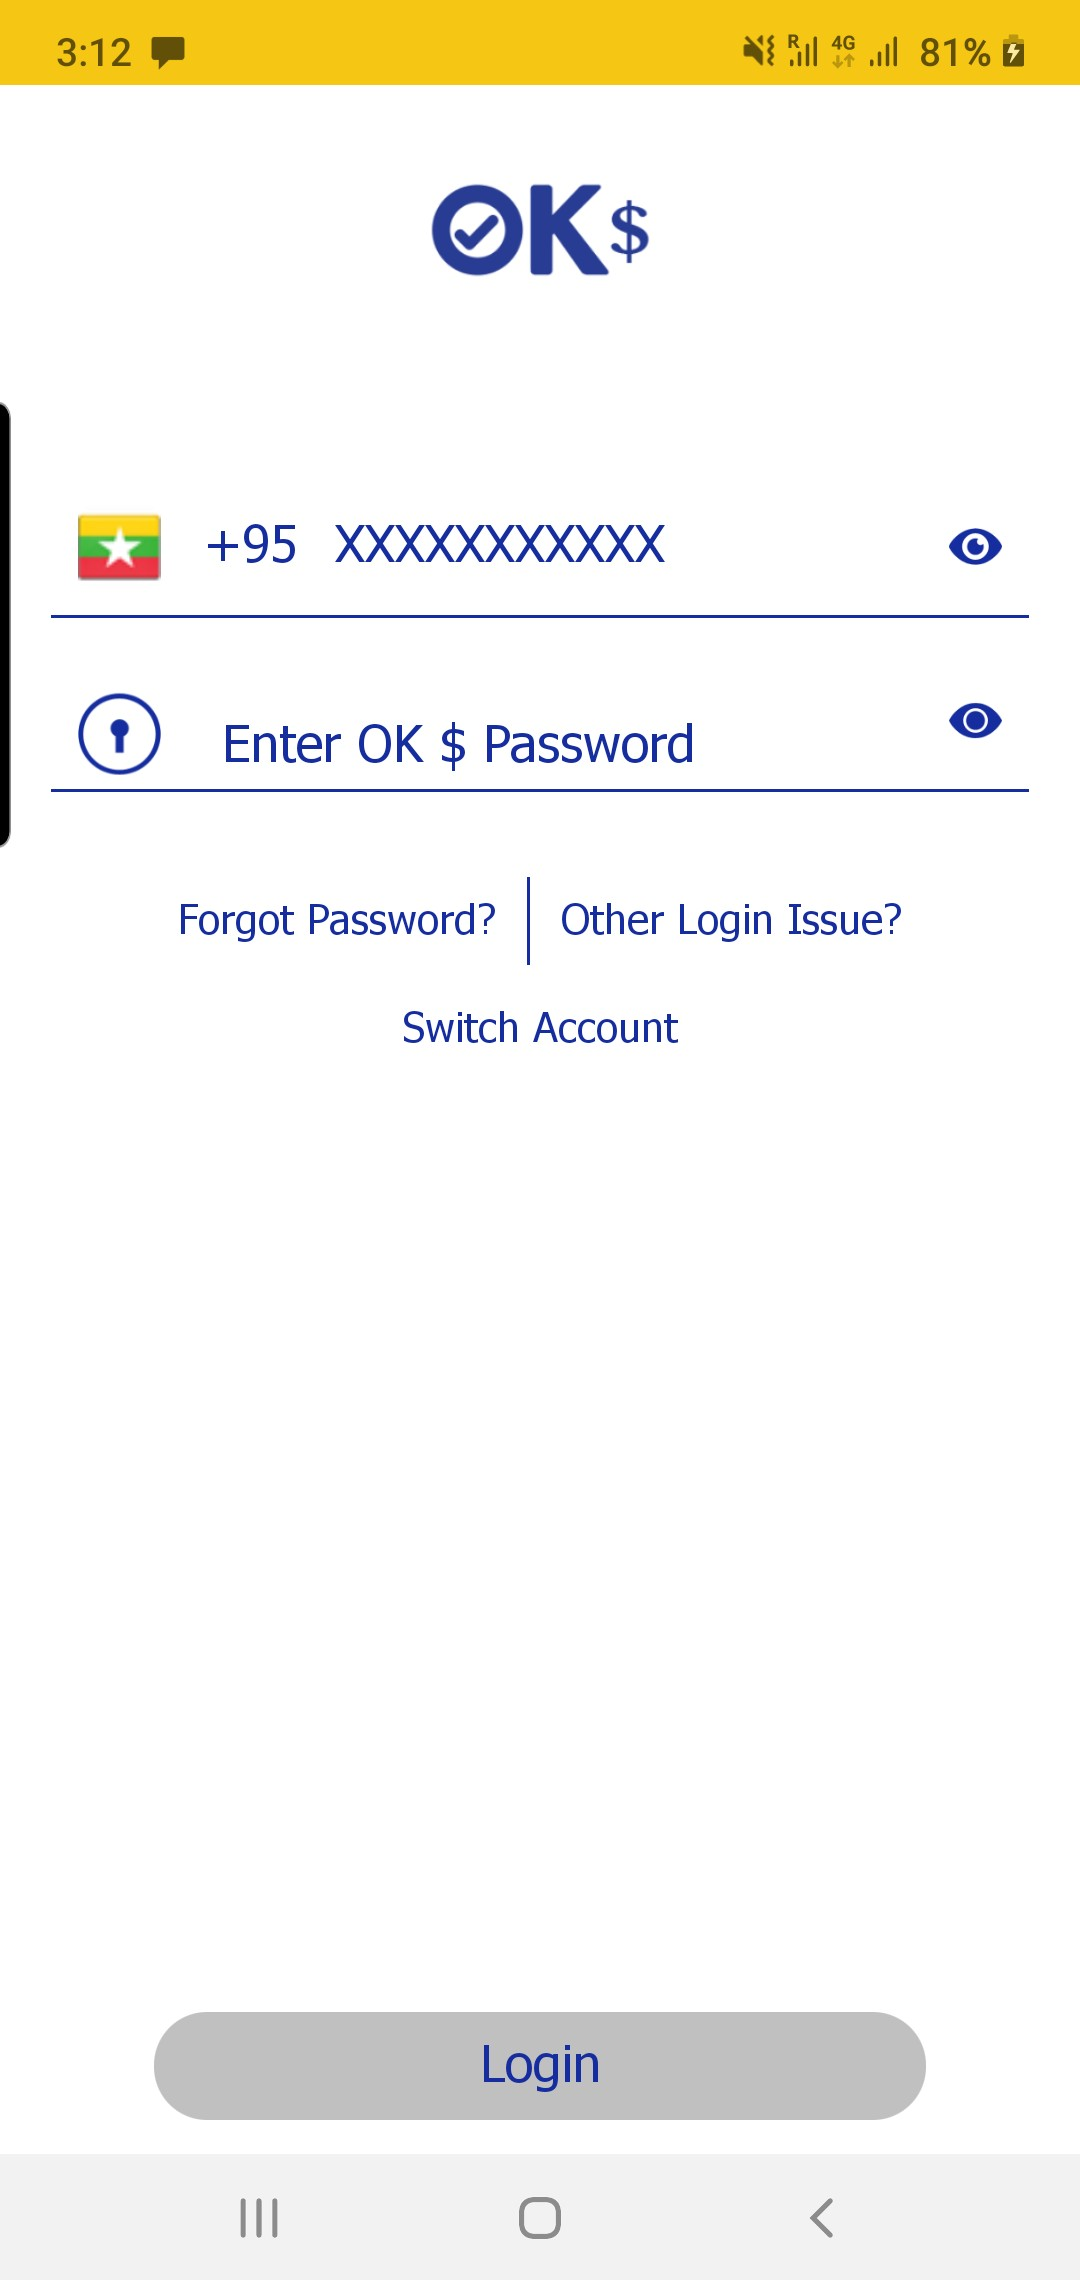 3:12 R 4G 81%
OK $
+95 XXXXXXXXXXX
Enter OK $ Password
Forgot Password? Other Login Issue?
Switch Account
Login